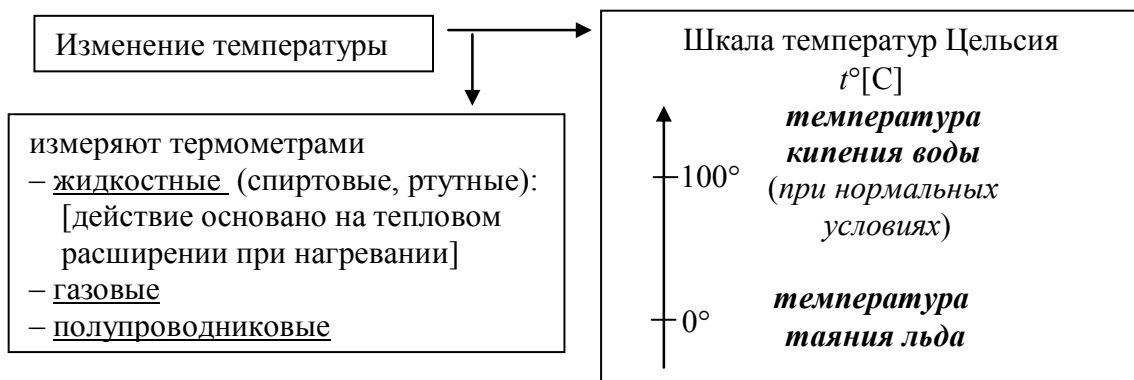 Изменение температуры
измеряют термометрами
– жидкостные (спиртовые, ртутные):
[действие основано на тепловом
расширении при нагревании]
– газовые
– полупроводниковые
Шкала температур Цельсия
t°[C]
температура
кипения воды
100°
(при нормальных
условиях)
температура
0°
таяния льда